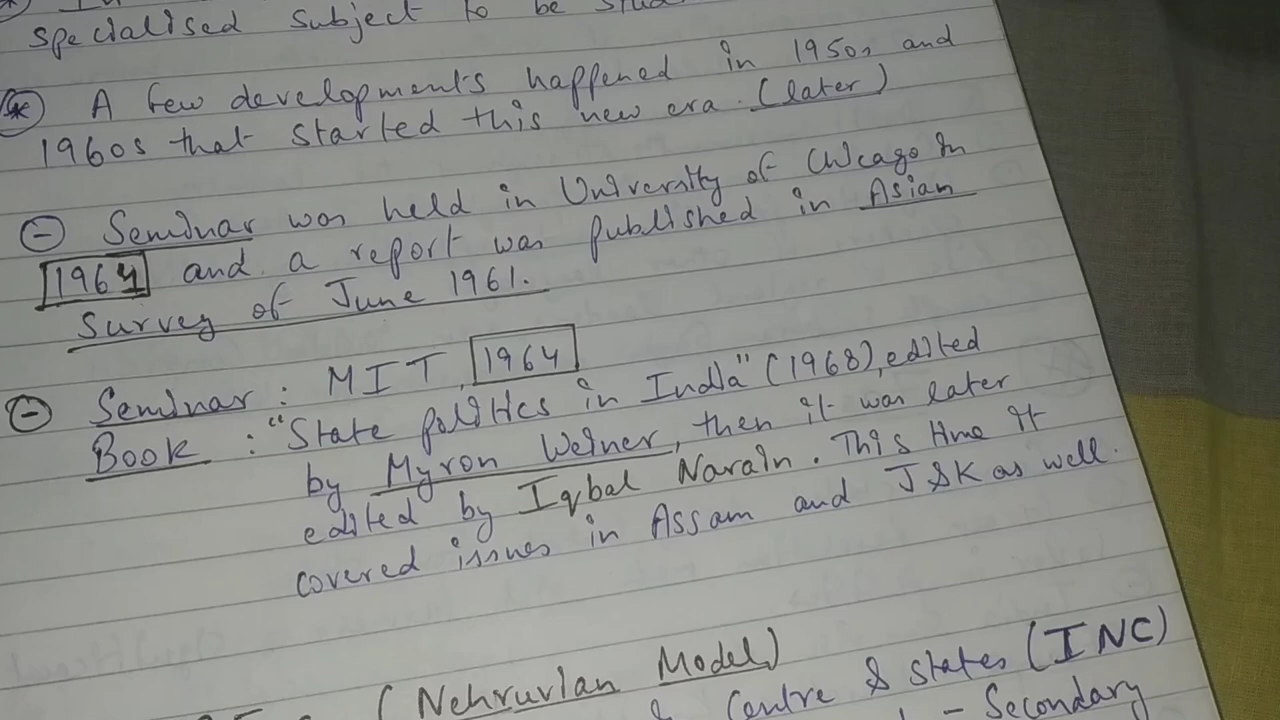 specialised subject to be
(*) A few developments happened in 1950s and
1960s that started this new era. (later)
(-) Seminar was held in University of Chicago in
1964 and a report was published in Asian
Survey of June 1961.
(-) Seminar : MIT, 1964
Book : "State politics in India" (1968), edited
by Myron Weiner, then it was later
edited by Iqbal Narain. This time it
covered issues in Assam and J&K as well.
(Nehruvian Model)
Centre & states (INC)
- Secondary